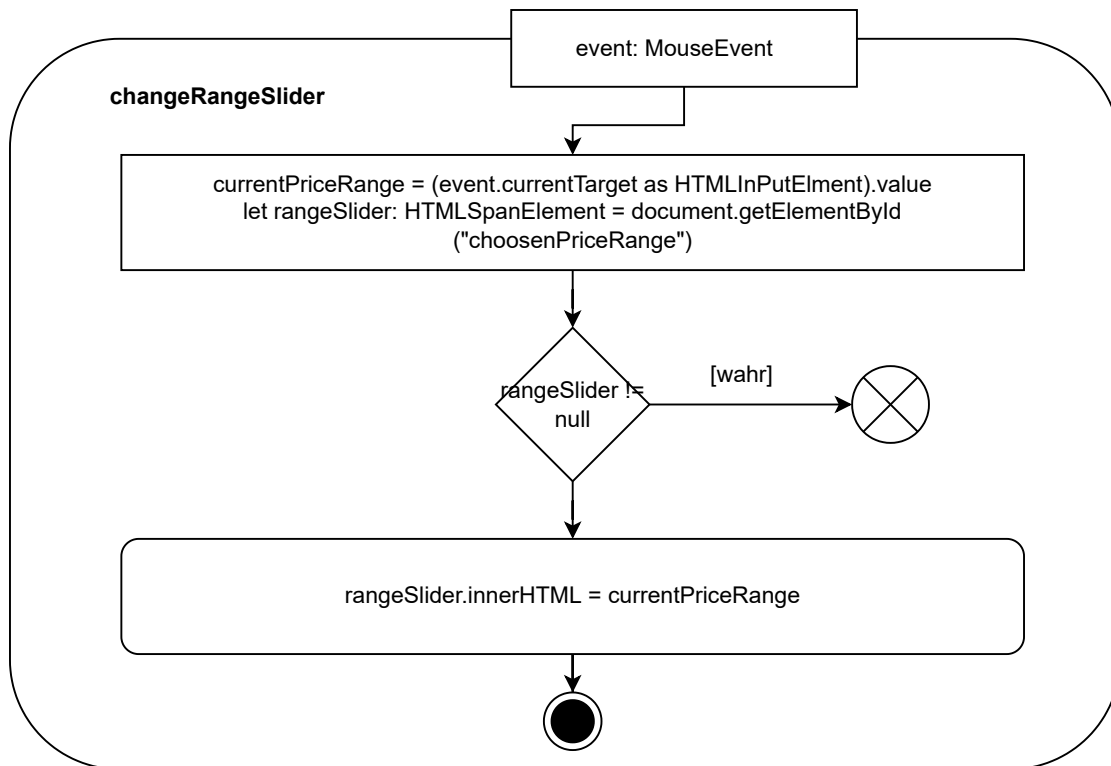 event: MouseEvent
changeRangeSlider
currentPriceRange = (event.currentTarget as HTMLInPutElment).value
let rangeSlider: HTMLSpanElement = document.getElementById
("choosenPriceRange")
rangeSlider !=
null
[wahr]
rangeSlider.innerHTML = currentPriceRange